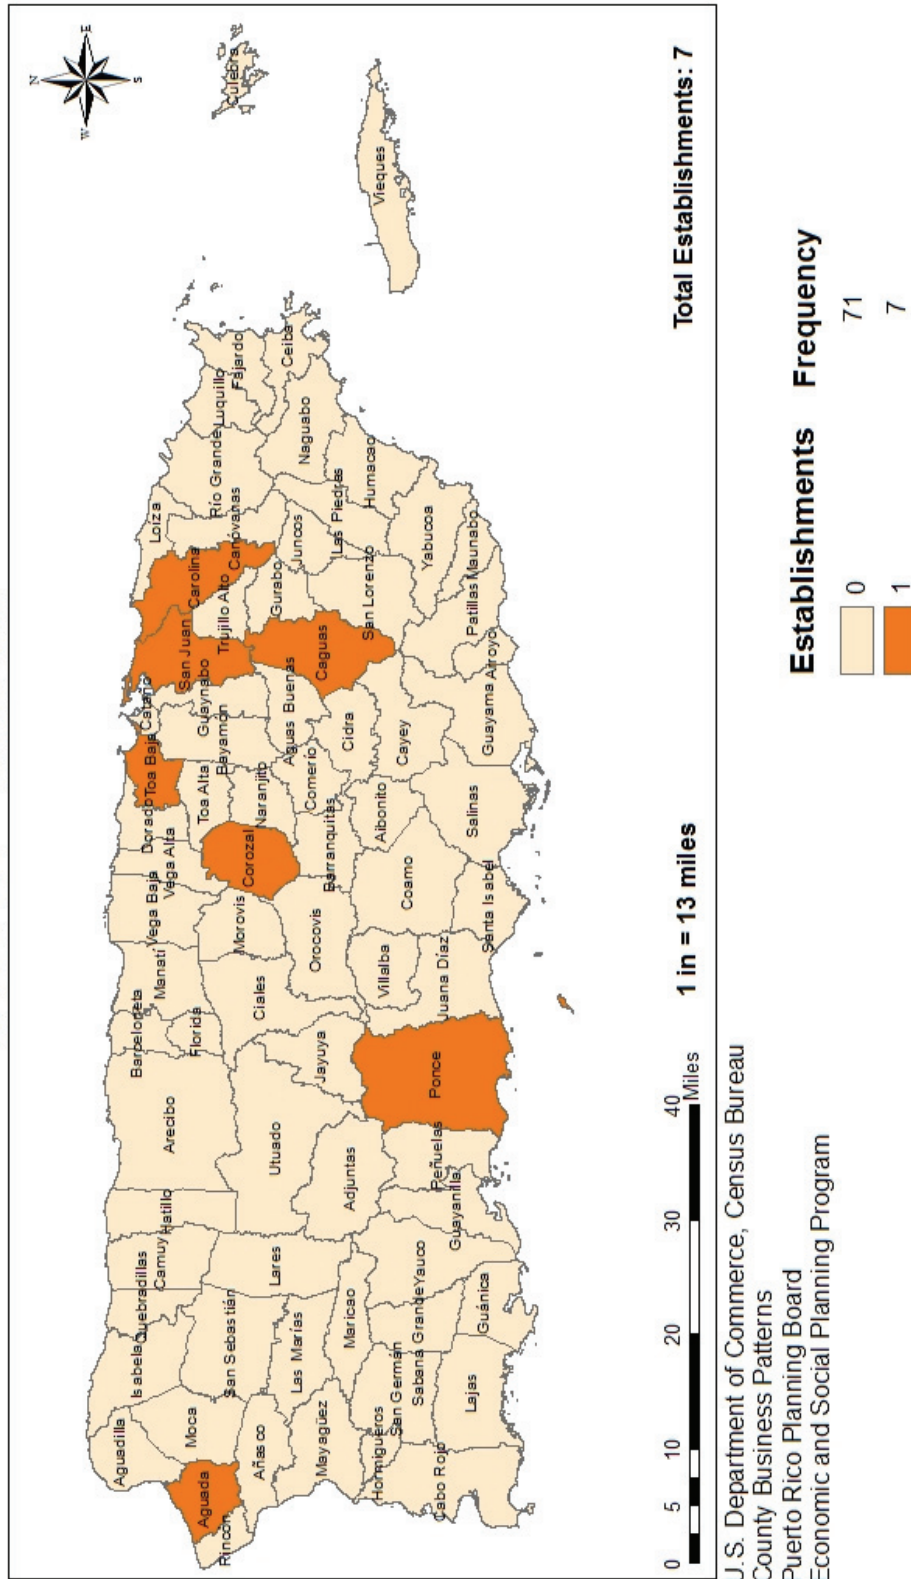 N
W E
S
Culebra
Vieques
Aguadilla
Isabela
Quebradillas
Camuy
Hatillo
Arecibo
Barceloneta
Manatí
Florida
Vega Baja
Vega Alta
Dorado
Toa Baja
Cataño
San Juan
Carolina
Loíza
Río Grande
Luquillo
Fajardo
Ceiba
Canóvanas
Trujillo Alto
Guaynabo
Bayamón
Toa Alta
Corozal
Naranjito
Morovis
Ciales
Utuado
Lares
San Sebastián
Moca
Aguada
Rincón
Añasco
Las Marías
Mayagüez
Maricao
Adjuntas
Jayuya
Orocovis
Barranquitas
Comerío
Aguas Buenas
Caguas
Gurabo
Juncos
Naguabo
Las Piedras
Humacao
San Lorenzo
Cidra
Cayey
Aibonito
Coamo
Villalba
Juana Díaz
Ponce
Peñuelas
Guayanilla
Yauco
Sabana Grande
San Germán
Hormigueros
Cabo Rojo
Lajas
Guánica
Santa Isabel
Salinas
Guayama
Arroyo
Patillas
Maunabo
Yabucoa
0 5 10 20 30 40
Miles
1 in = 13 miles
Total Establishments: 7
U.S. Department of Commerce, Census Bureau
County Business Patterns
Puerto Rico Planning Board
Economic and Social Planning Program
Establishments Frequency
0 71
1 7